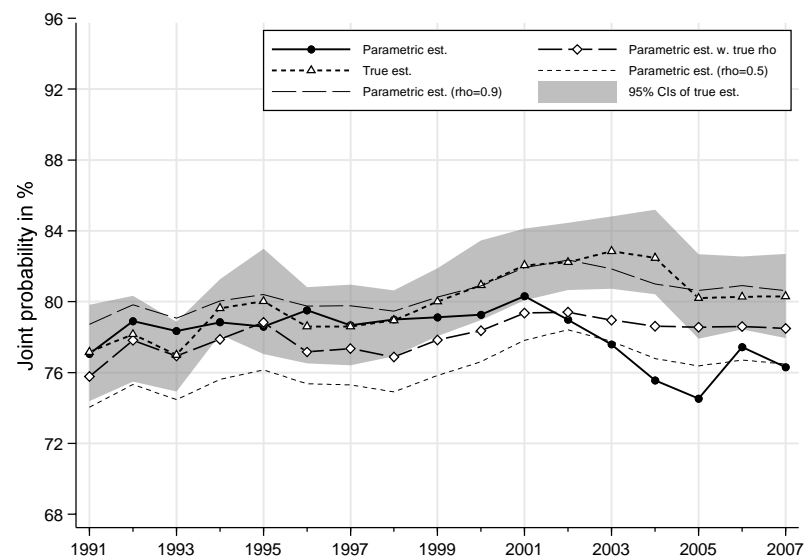 Parametric est.
Parametric est. w. true rho
True est.
Parametric est. (rho=0.5)
Parametric est. (rho=0.9)
95% CIs of true est.
Joint probability in %
96
92
88
84
80
76
72
68
1991 1993 1995 1997 1999 2001 2003 2005 2007